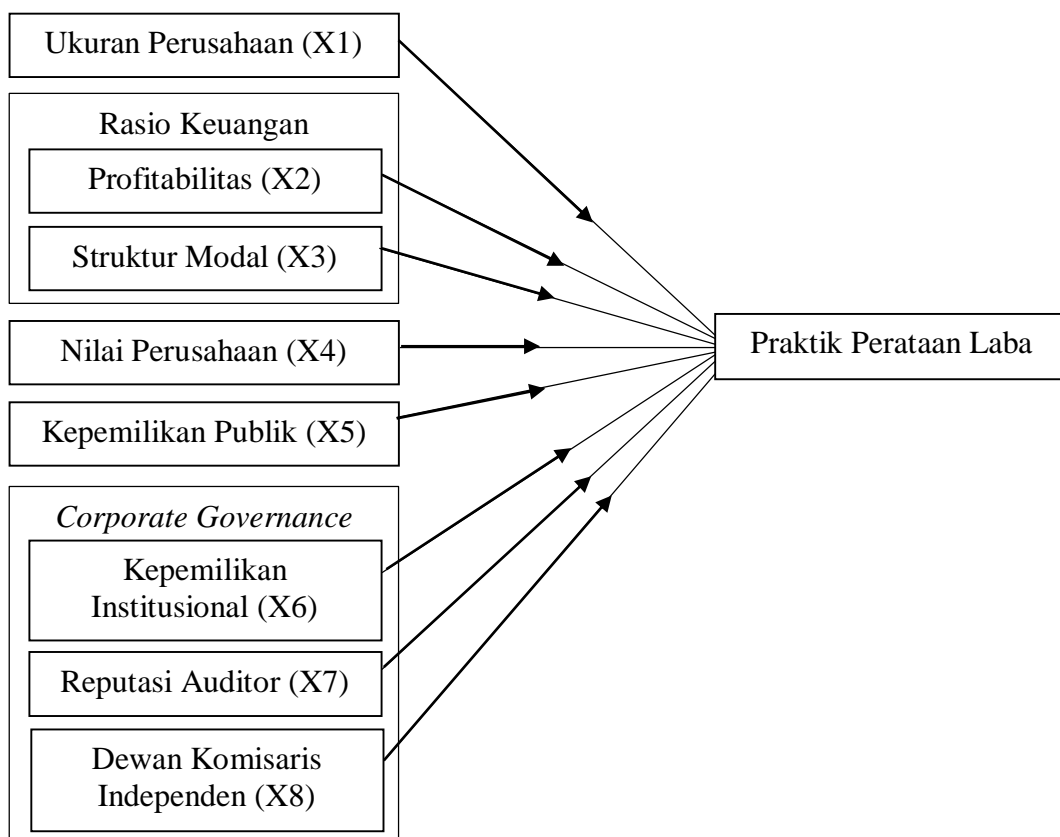 Ukuran Perusahaan (X1)
Rasio Keuangan
Profitabilitas (X2)
Struktur Modal (X3)
Nilai Perusahaan (X4)
Kepemilikan Publik (X5)
Corporate Governance
Kepemilikan
Institusional (X6)
Reputasi Auditor (X7)
Dewan Komisaris
Independen (X8)
Praktik Perataan Laba